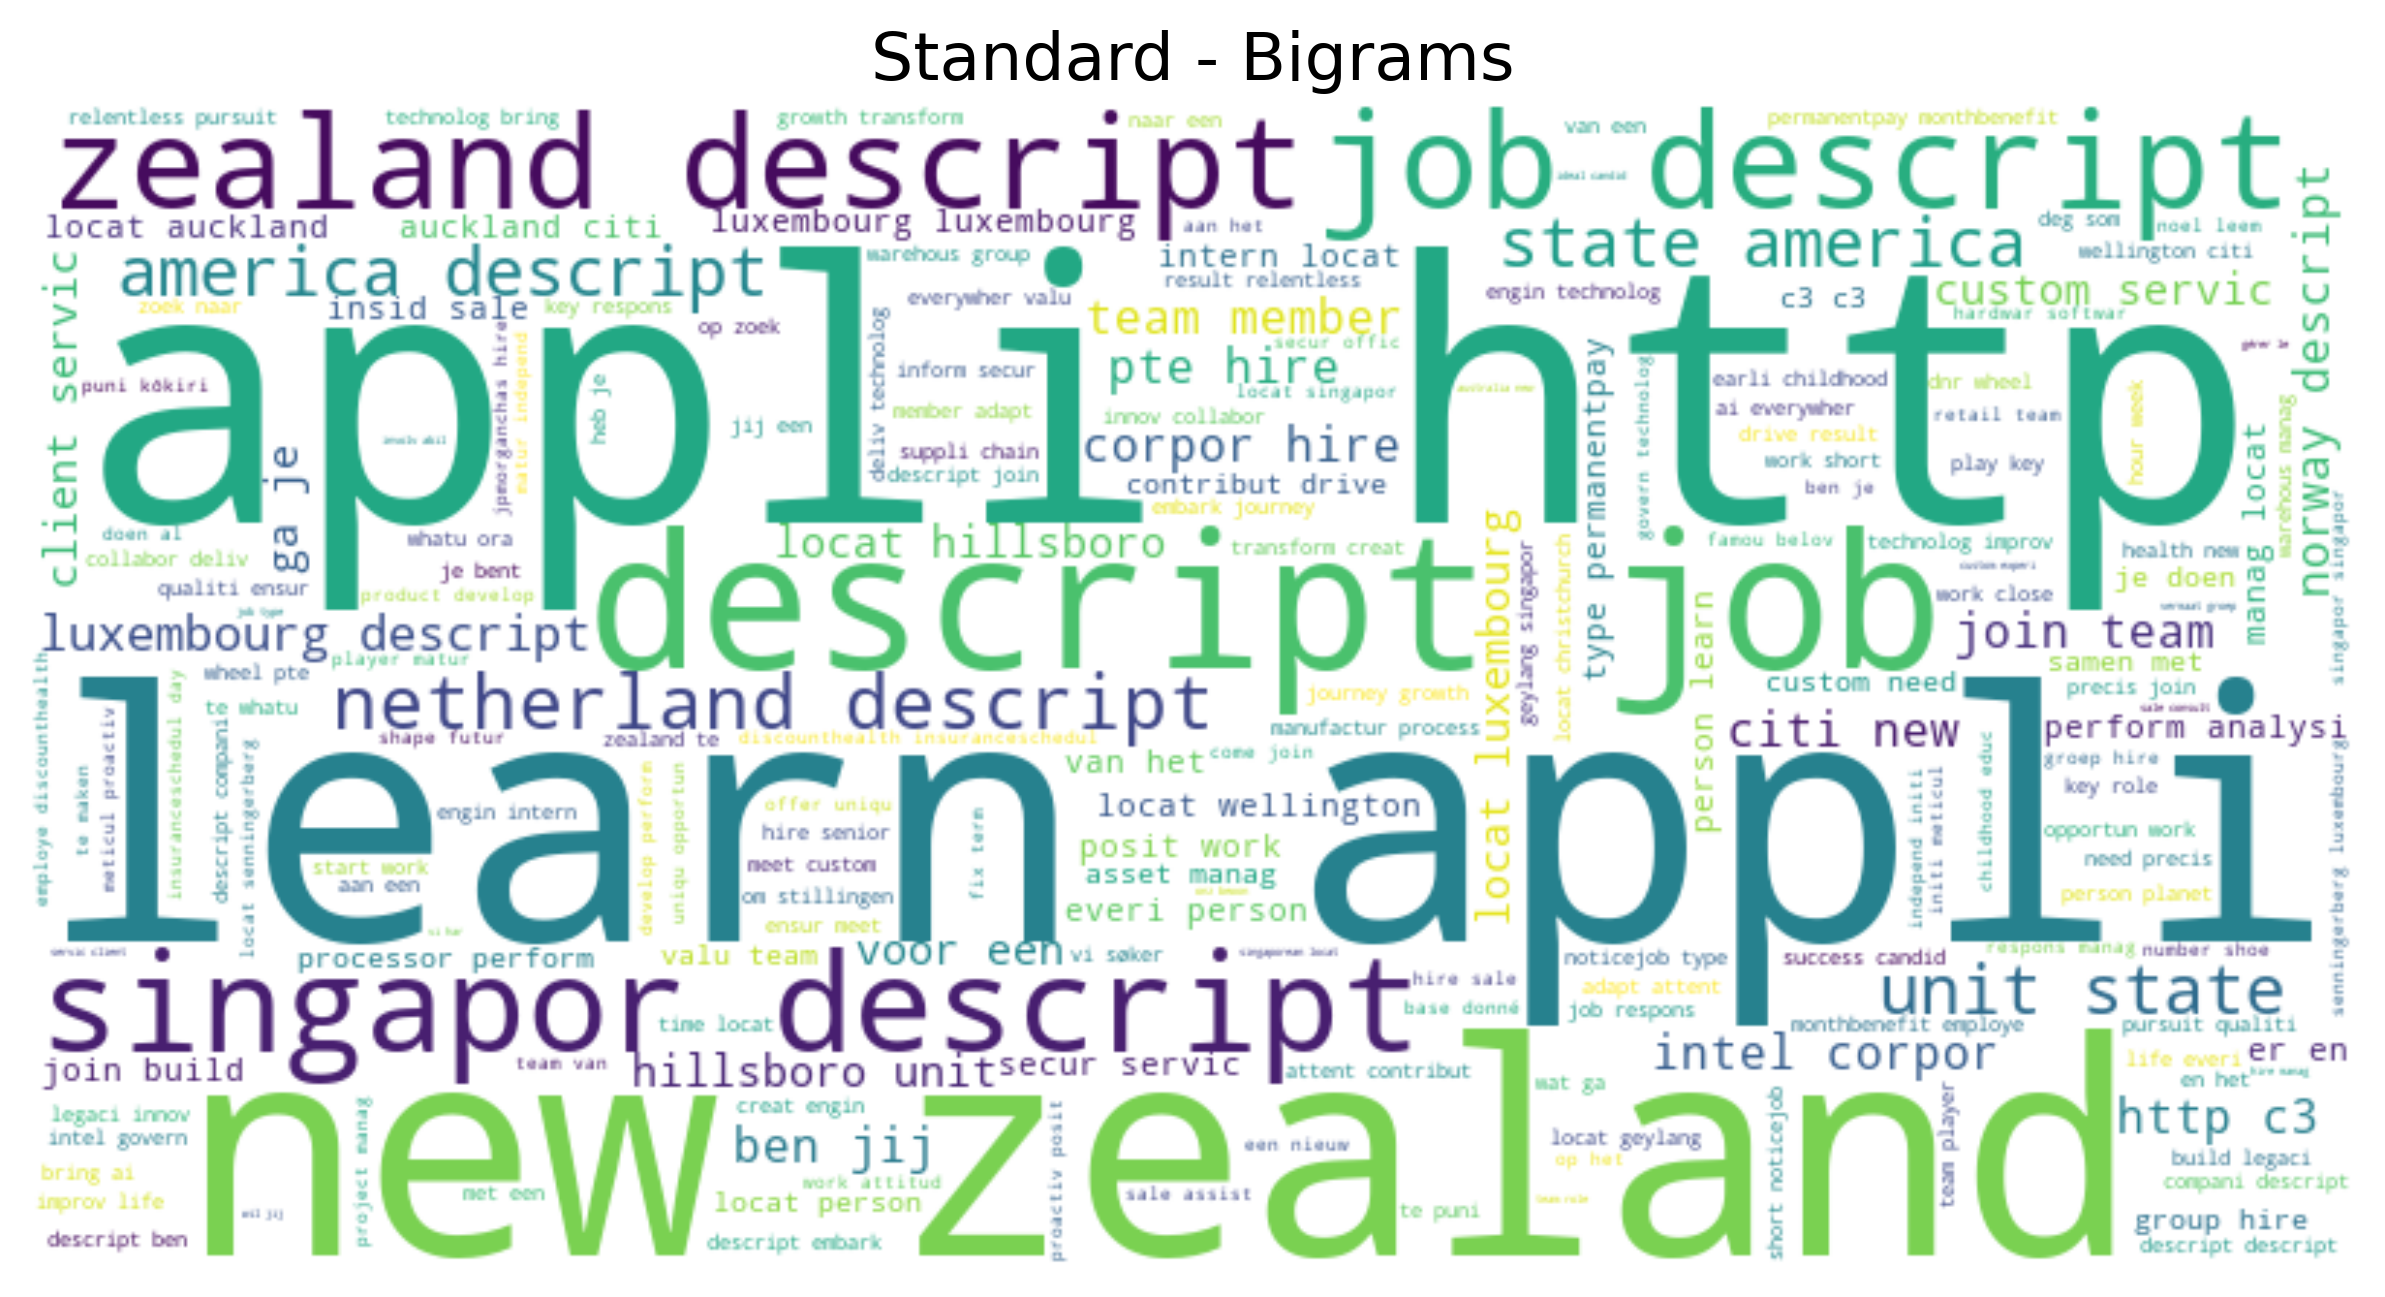 Standard - Bigrams
relentless pursuit
technolog bring
growth transform
naar een
van een
permanentpay monthbenefit
zealand descript
job descript
ideal candid
locat auckland
auckland citi
luxembourg luxembourg
aan het
deg som
noel leem
state america
wellington citi
america descript
warehous group
intern locat
result relentless
client servic
norway descript
appli http
zoek naar
insid sale
key respons
everywher valu
engin technolog
c3 c3
custom servic
hardwar softwar
op zoek
team member
secur offic
pte hire
puni kōkiri
jpmorganchas hire
matur independ
heb je
deliv technolog
inform secur
locat singapor
earli childhood
dnr wheel
hour week
member adapt
innov collabor
ai everywher
retail team
jij een
drive result
suppli chain
corpor hire
work short
play key
descript join
contribut drive
ben je
embark journey
type permanentpay
govern technolog
manag locat
warehous manag
singapor singapor
ga je
doen al
whatu ora
collabor deliv
je bent
qualiti ensur
product develop
job type
locat hillsboro
transform creat
famou belov
technolog improv
health new
custom experi
je doen
work close
descript job
locat luxembourg
geylang singapor
locat christchurch
person learn
luxembourg descript
player matur
join team
samen met
wheel pte
netherland descript
journey growth
custom need
precis join
sale consult
te whatu
manufactur process
citi new
perform analysi
shape futur
zealand te
discounthealth insuranceschedul
van het
come join
groep hire
key role
employe discounthealth
te maken
meticul proactiv
insuranceschedul day
descript compani
locat senningerberg
learn appli
engin intern
develop perform
uniqu opportun
offer uniqu
hire senior
fix term
locat wellington
opportun work
start work
meet custom
posit work
need precis
aan een
asset manag
person planet
om stillingen
everi person
ensur meet
independ initi
initi meticul
childhood educ
senningerberg luxembourg
vi har
servic client
processor perform
valu team
voor een
vi søker
singaporean locat
noticejob type
success candid
respons manag
number shoe
singapor descript
hire sale
adapt attent
unit state
base donné
job respons
time locat
monthbenefit employe
pursuit qualiti
join build
team van
hillsboro unit
secur servic
attent contribut
intel corpor
life everi
er en
en het
hire manag
wat ga
new zealand
legaci innov
project manag
creat engin
proactiv posit
short noticejob
team player
http c3
intel govern
ben jij
een nieuw
locat geylang
build legaci
bring ai
op het
met een
work attitud
sale assist
compani descript
improv life
locat person
te puni
wil jij
group hire
descript ben
descript embark
descript descript